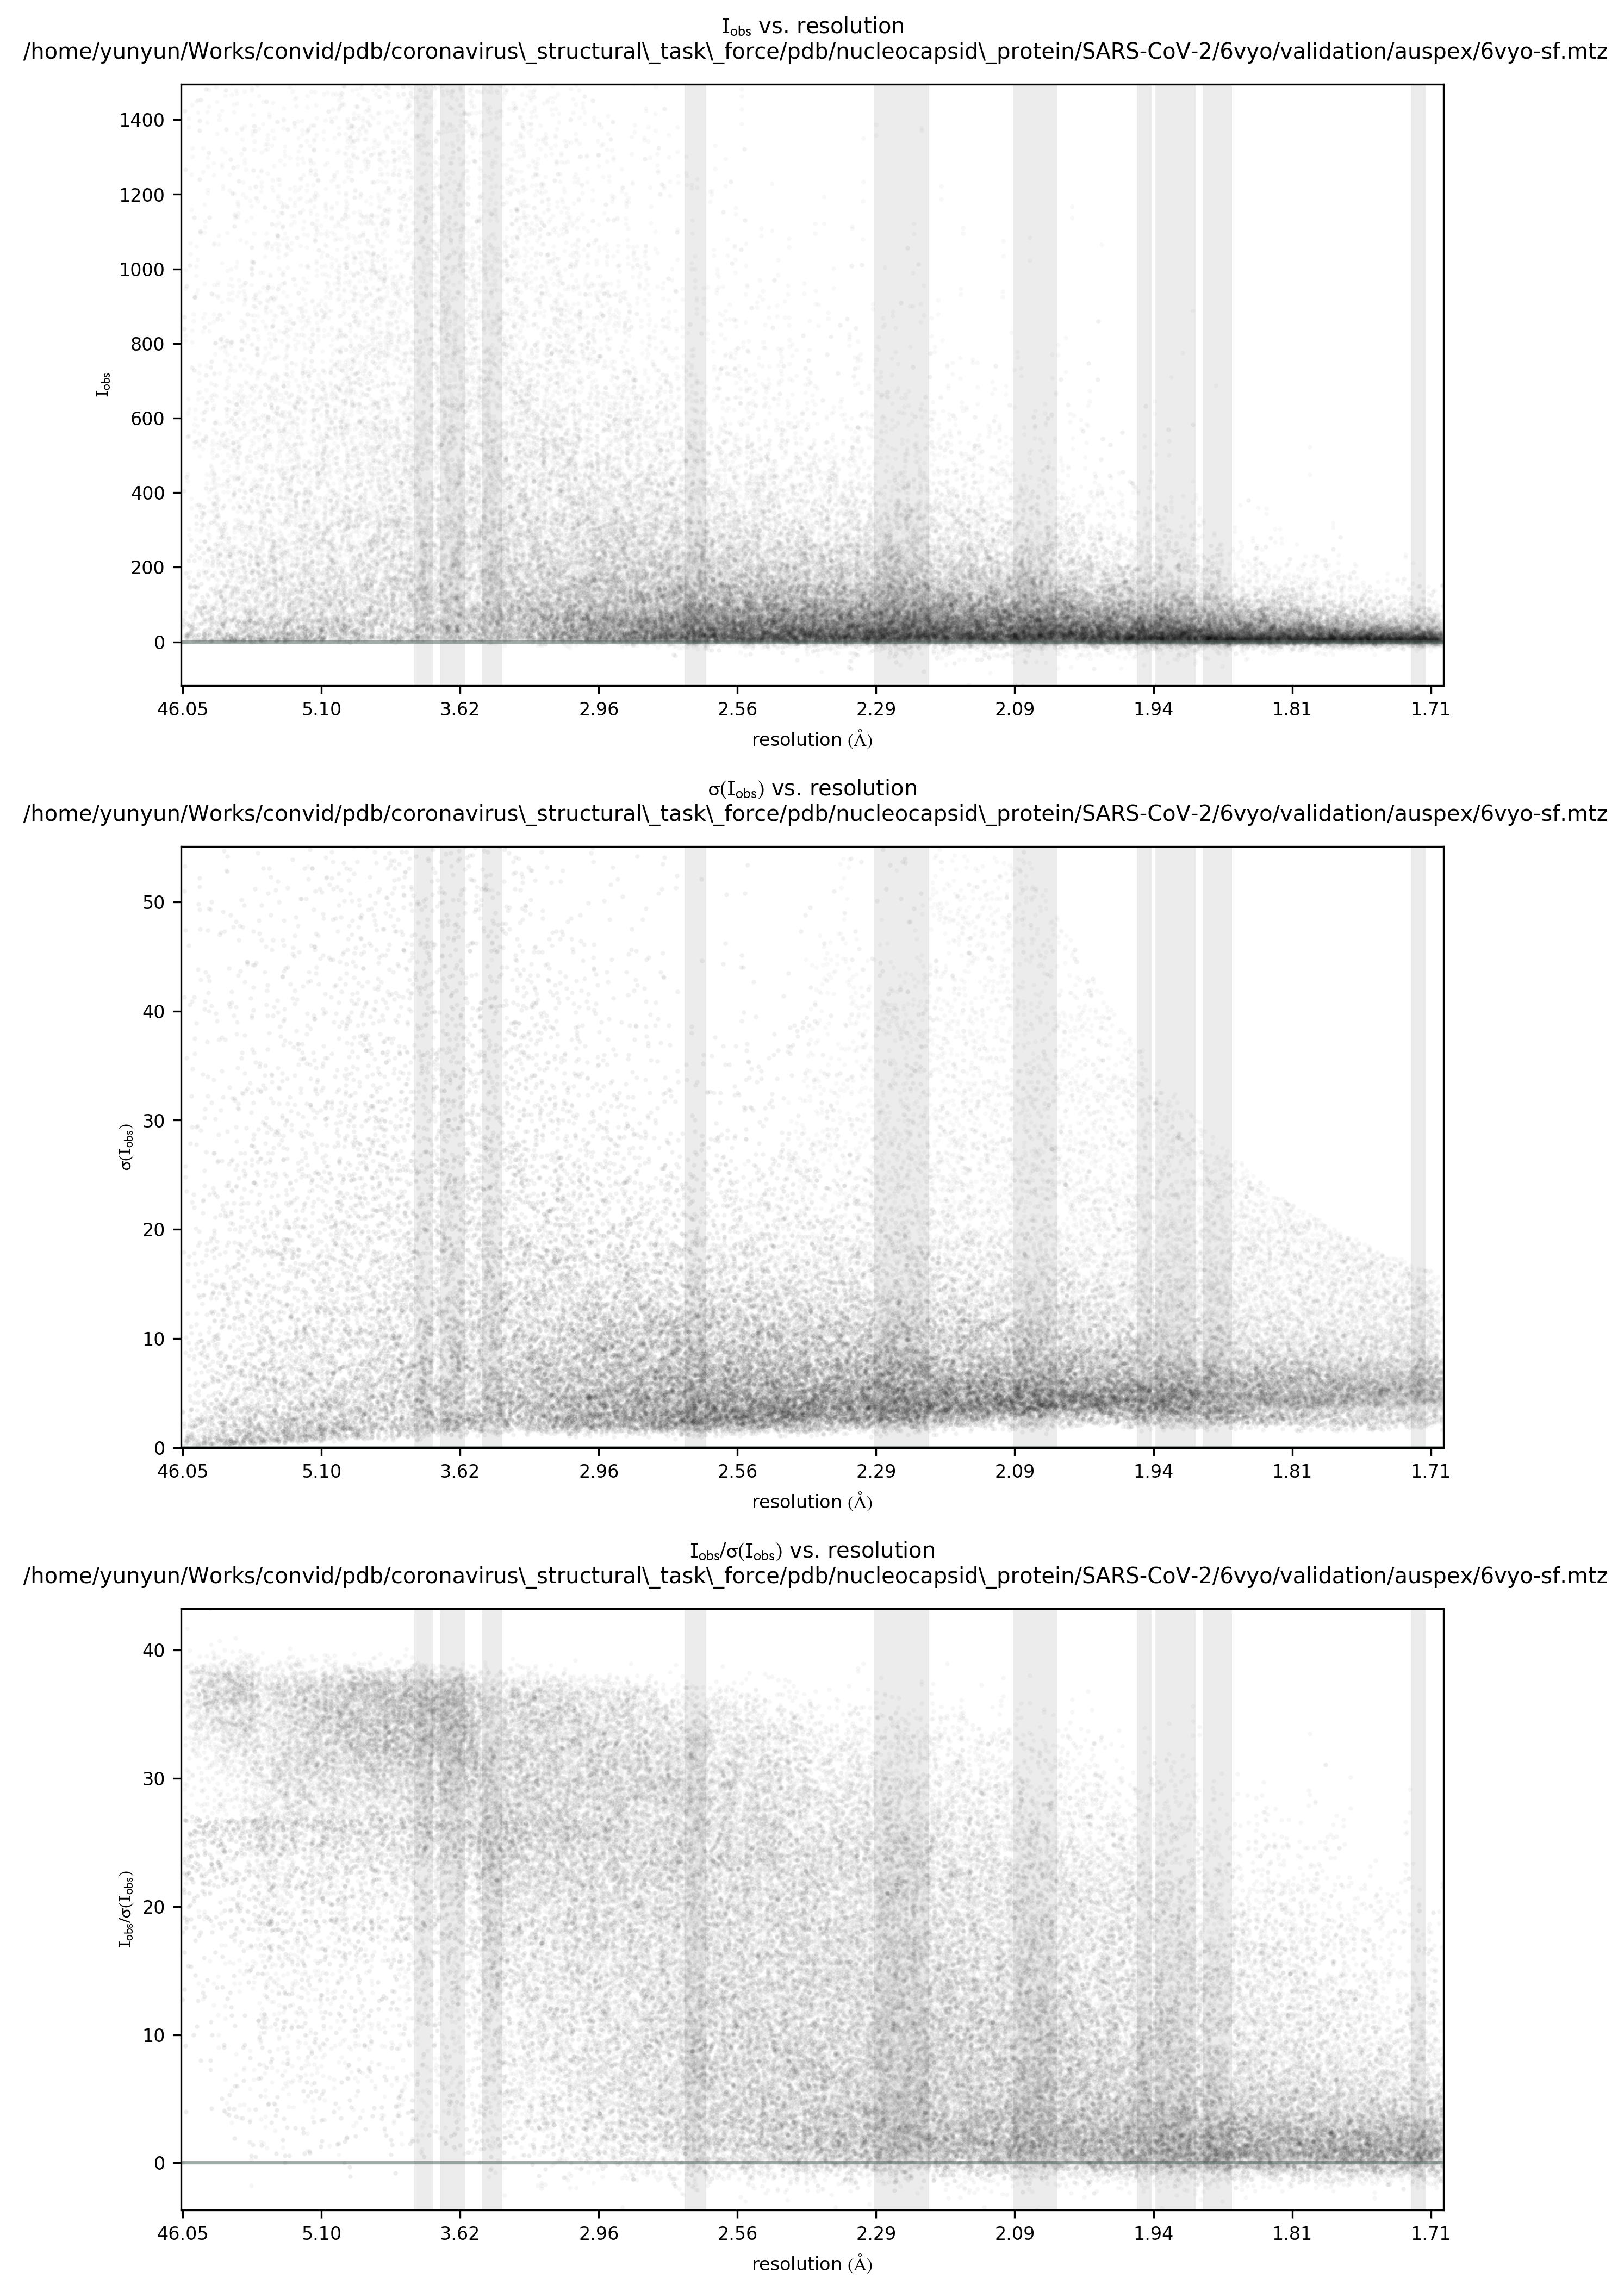 Iobs vs. resolution
/home/yunyun/Works/convid/pdb/coronavirus\_structural\_task\_force/pdb/nucleocapsid\_protein/SARS-CoV-2/6vyo/validation/auspex/6vyo-sf.mtz
1400
1200
1000
800
600
400
200
0
Iobs
46.05 5.10 3.62 2.96 2.56 2.29 2.09 1.94 1.81 1.71
resolution (Å)
σ(Iobs) vs. resolution
/home/yunyun/Works/convid/pdb/coronavirus\_structural\_task\_force/pdb/nucleocapsid\_protein/SARS-CoV-2/6vyo/validation/auspex/6vyo-sf.mtz
50
40
30
20
10
0
σ(Iobs)
46.05 5.10 3.62 2.96 2.56 2.29 2.09 1.94 1.81 1.71
resolution (Å)
Iobs/σ(Iobs) vs. resolution
/home/yunyun/Works/convid/pdb/coronavirus\_structural\_task\_force/pdb/nucleocapsid\_protein/SARS-CoV-2/6vyo/validation/auspex/6vyo-sf.mtz
40
30
20
10
0
Iobs/σ(Iobs)
46.05 5.10 3.62 2.96 2.56 2.29 2.09 1.94 1.81 1.71
resolution (Å)